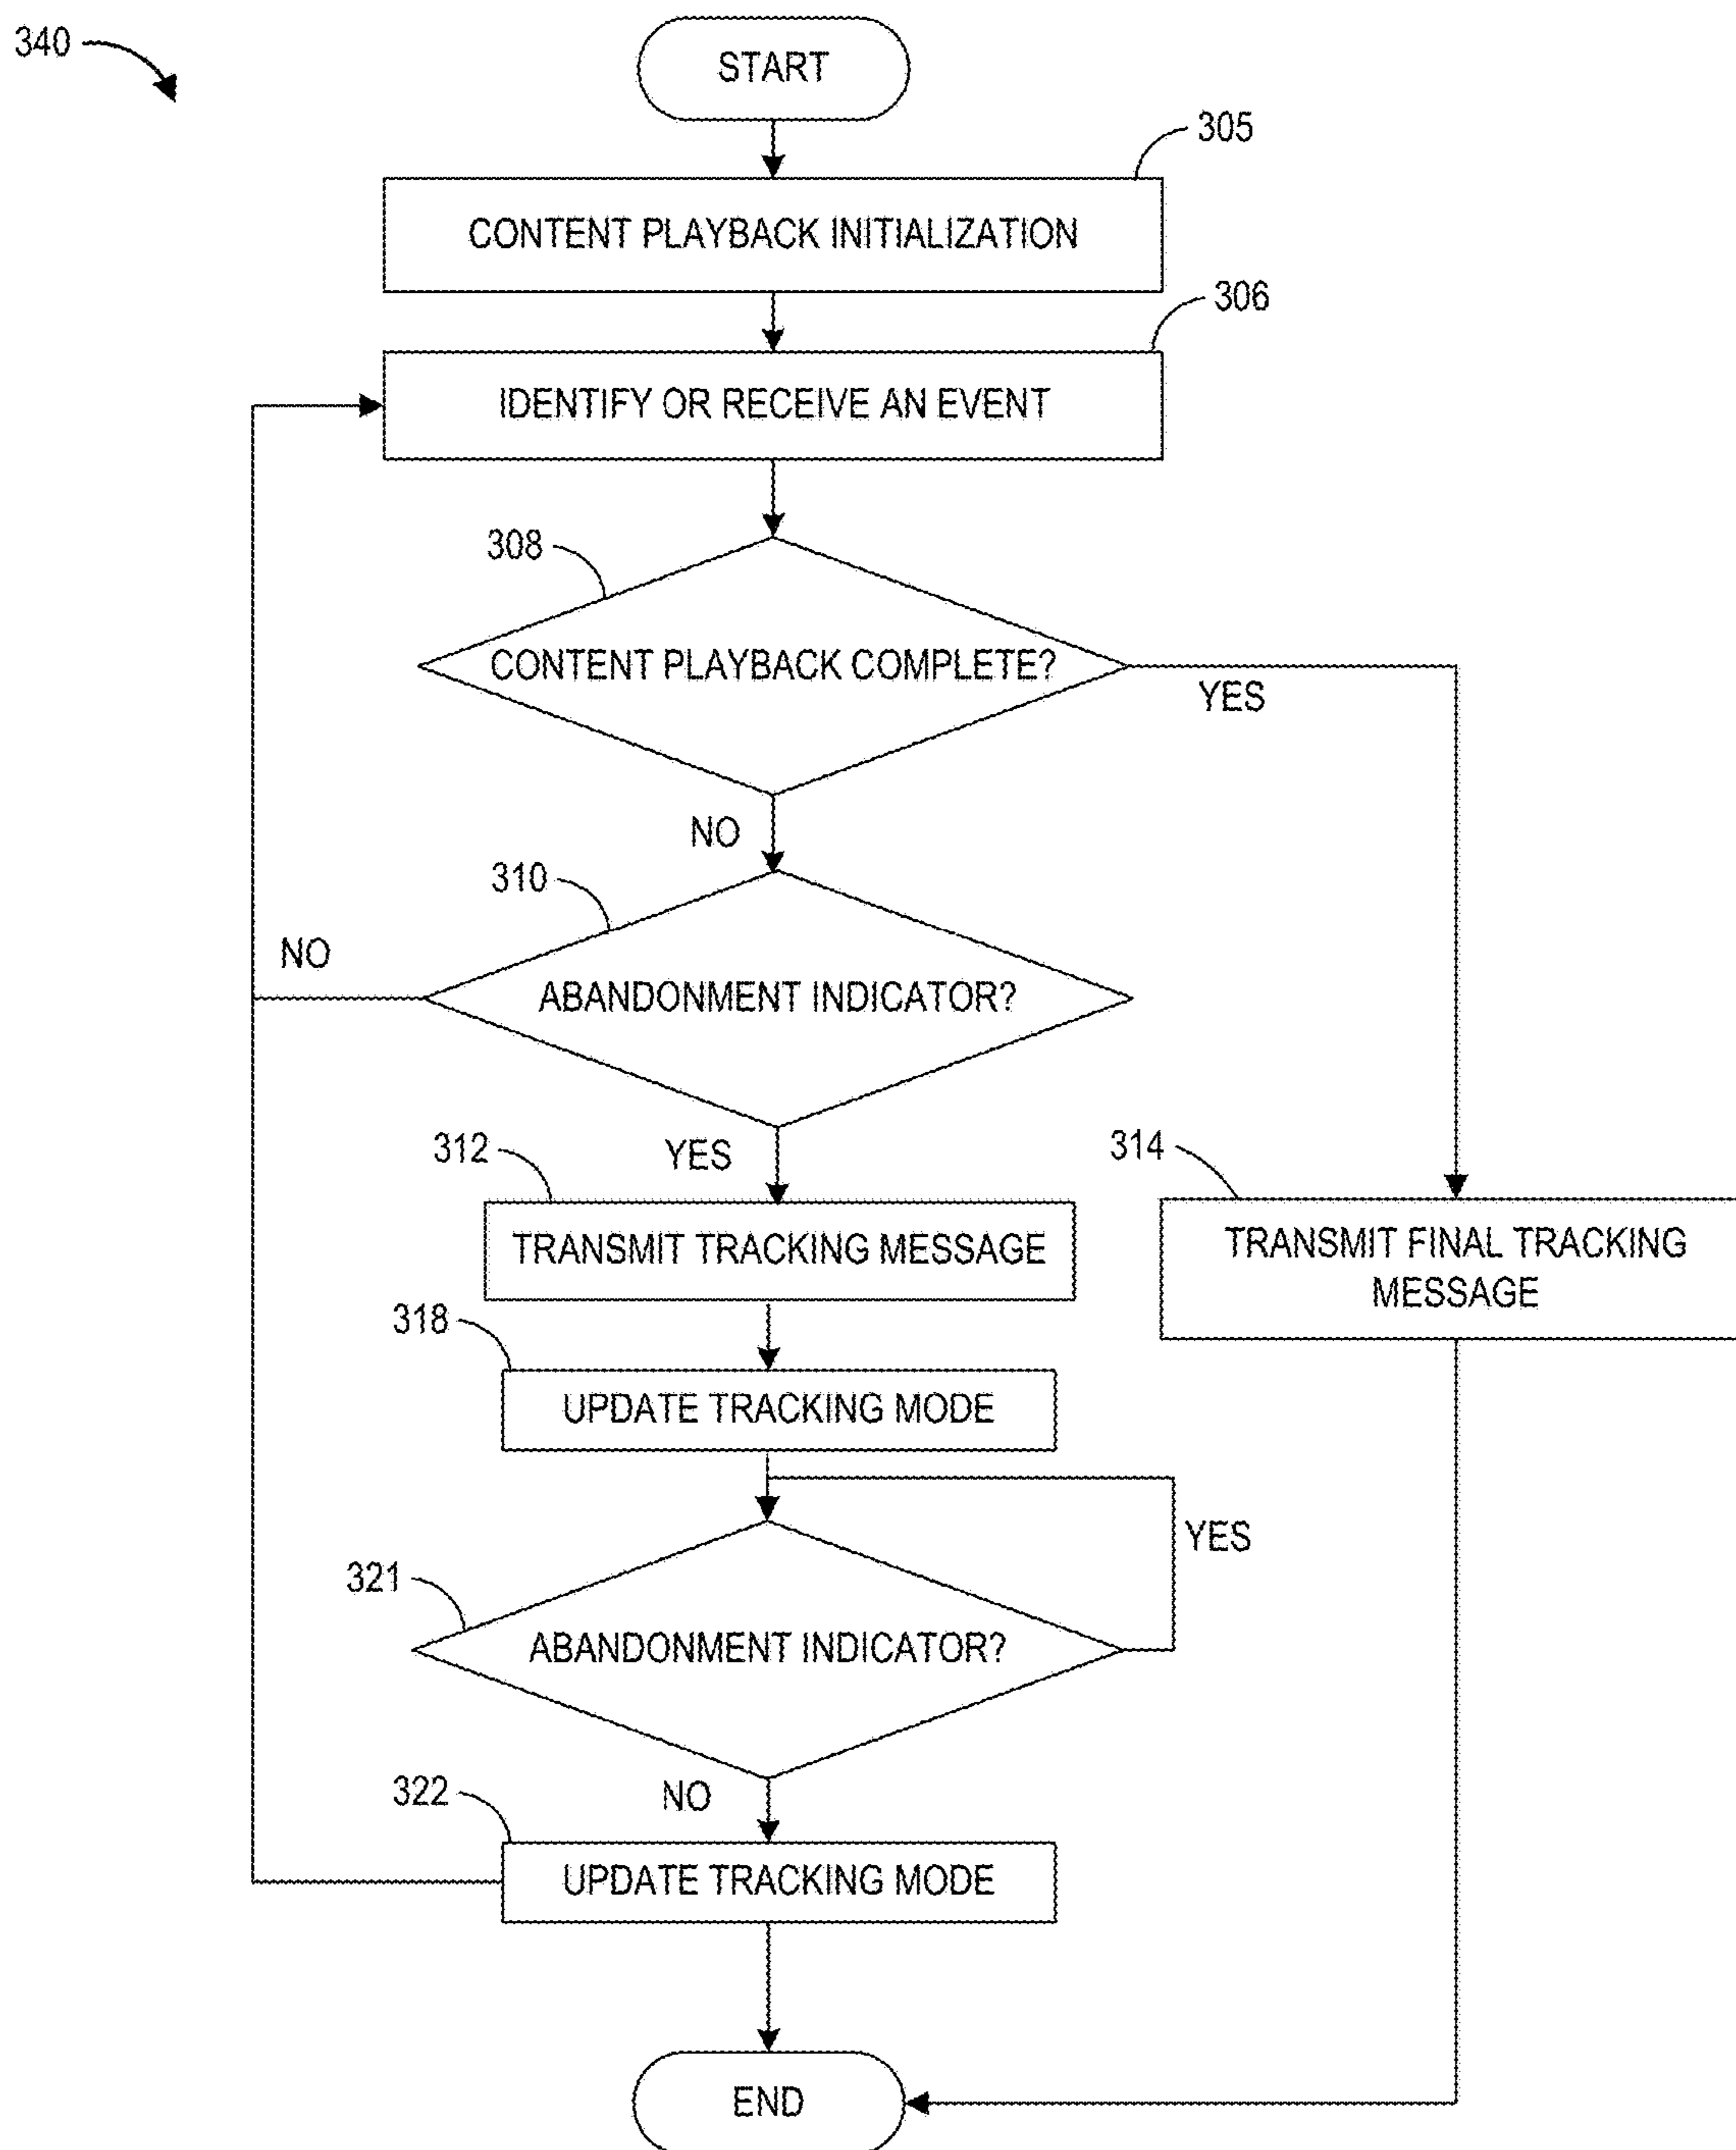 340
START
305
CONTENT PLAYBACK INITIALIZATION
306
IDENTIFY OR RECEIVE AN EVENT
308
CONTENT PLAYBACK COMPLETE?
YES
NO
310
NO
ABANDONMENT INDICATOR?
312
YES
314
TRANSMIT TRACKING MESSAGE
TRANSMIT FINAL TRACKING
MESSAGE
318
UPDATE TRACKING MODE
YES
321
ABANDONMENT INDICATOR?
322
NO
UPDATE TRACKING MODE
END